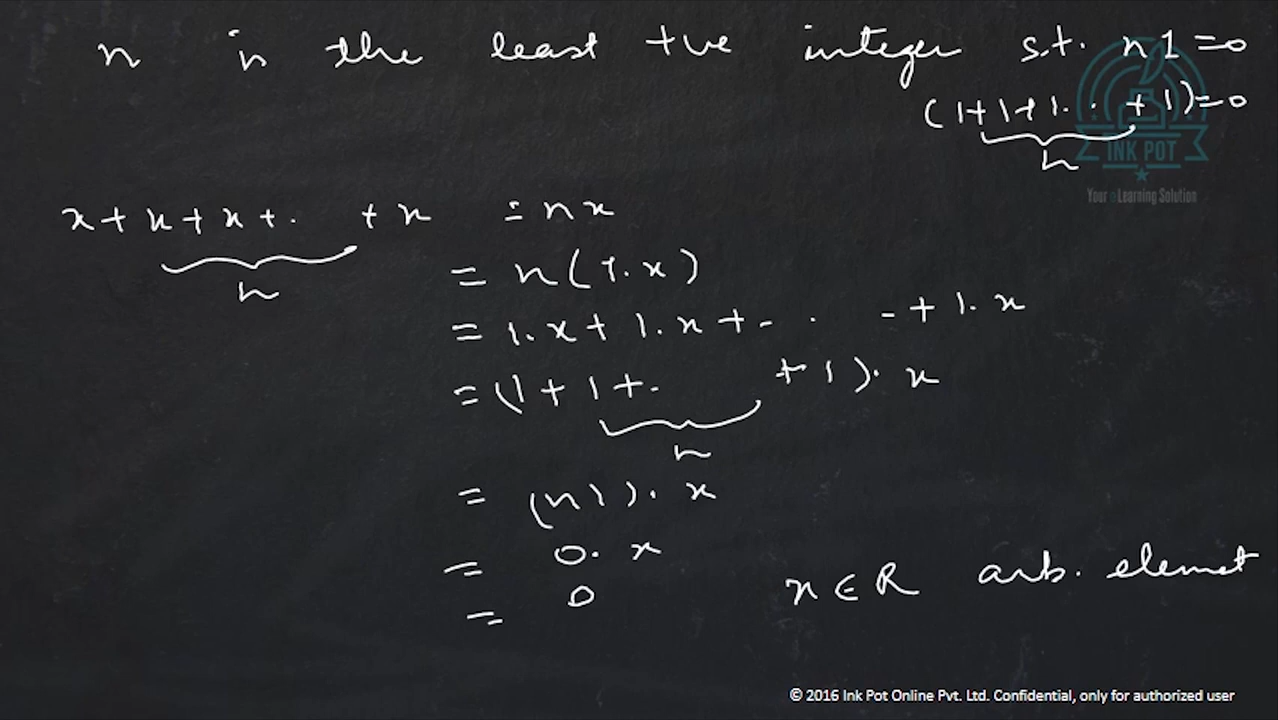 n is the least +ve integer s.t. n1 = 0
(1+1+1.. +1)=0
n
INK POT
Your e-Learning Solution
x + x + x + . + x = nx
n
= n(1.x)
= 1.x + 1.x + - . - + 1.x
= (1 + 1 + . + 1). x
n
= (n1). x
= 0. x
= 0
x ∈ R arb. elemet
© 2016 Ink Pot Online Pvt. Ltd. Confidential, only for authorized user